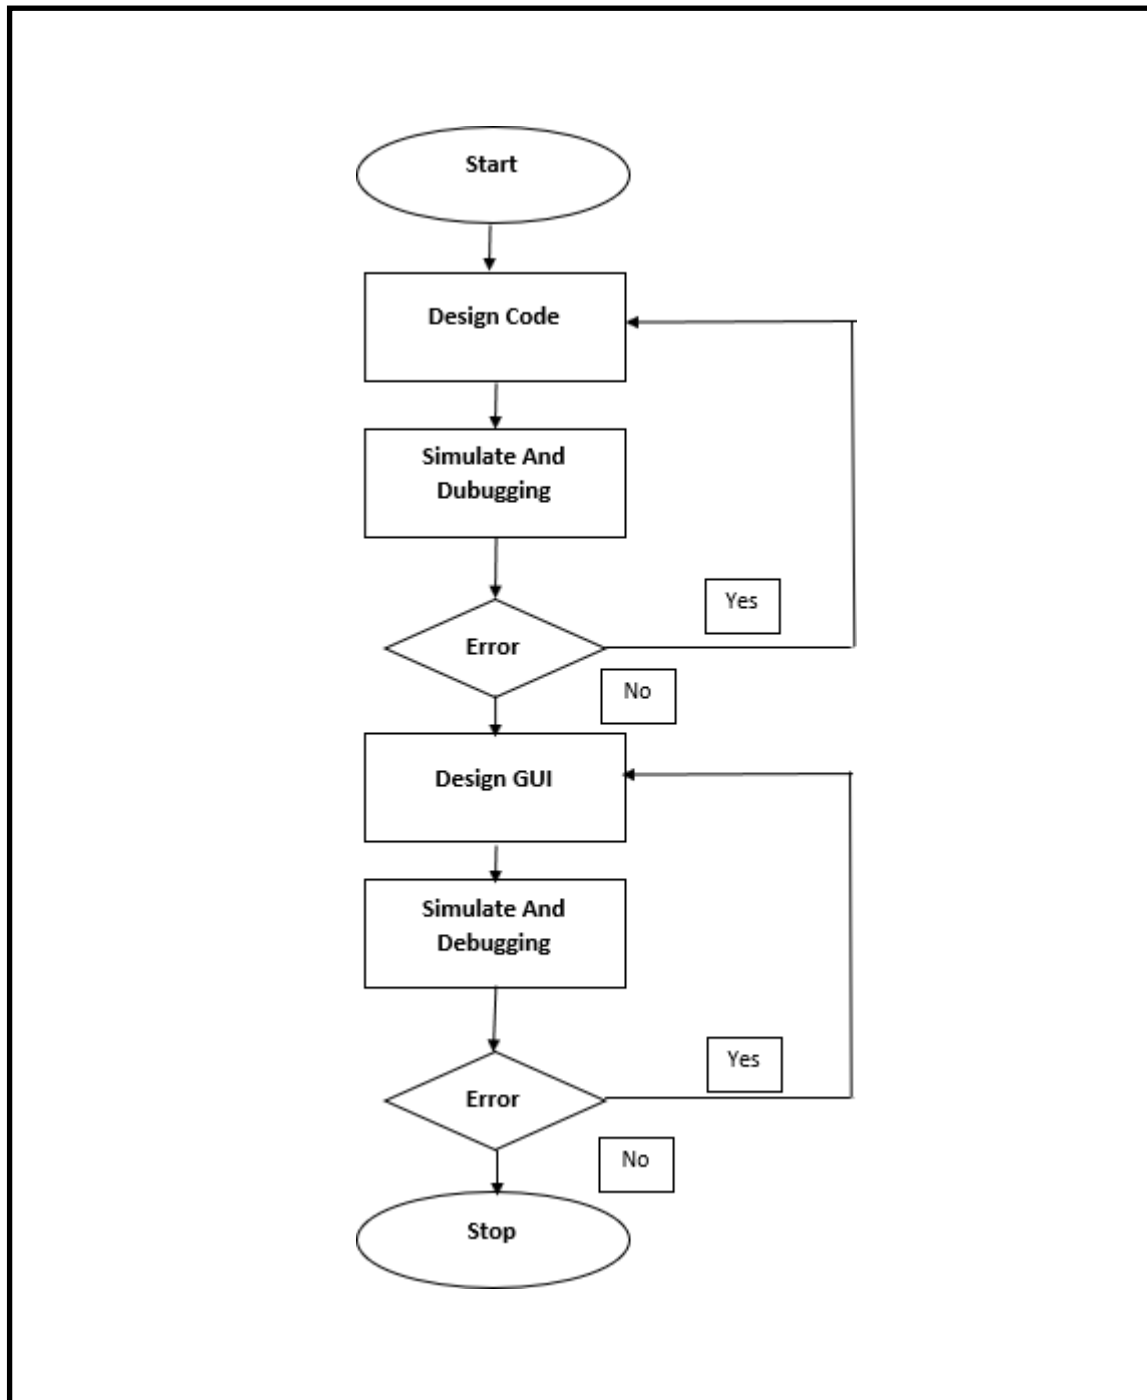 Start
Design Code
Simulate And
Dubugging
Yes
Error
No
Design GUI
Simulate And
Debugging
Yes
Error
No
Stop